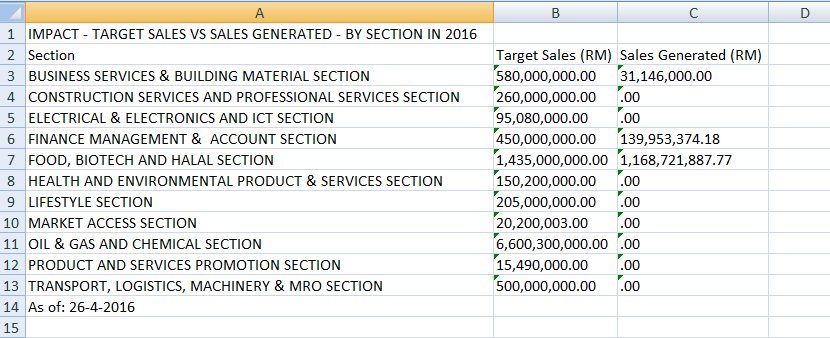 A B C D
1 IMPACT - TARGET SALES VS SALES GENERATED - BY SECTION IN 2016
2 Section Target Sales (RM) Sales Generated (RM)
3 BUSINESS SERVICES & BUILDING MATERIAL SECTION 580,000,000.00 31,146,000.00
4 CONSTRUCTION SERVICES AND PROFESSIONAL SERVICES SECTION 260,000,000.00 .00
5 ELECTRICAL & ELECTRONICS AND ICT SECTION 95,080,000.00 .00
6 FINANCE MANAGEMENT & ACCOUNT SECTION 450,000,000.00 139,953,374.18
7 FOOD, BIOTECH AND HALAL SECTION 1,435,000,000.00 1,168,721,887.77
8 HEALTH AND ENVIRONMENTAL PRODUCT & SERVICES SECTION 150,200,000.00 .00
9 LIFESTYLE SECTION 205,000,000.00 .00
10 MARKET ACCESS SECTION 20,200,003.00 .00
11 OIL & GAS AND CHEMICAL SECTION 6,600,300,000.00 .00
12 PRODUCT AND SERVICES PROMOTION SECTION 15,490,000.00 .00
13 TRANSPORT, LOGISTICS, MACHINERY & MRO SECTION 500,000,000.00 .00
14 As of: 26-4-2016
15